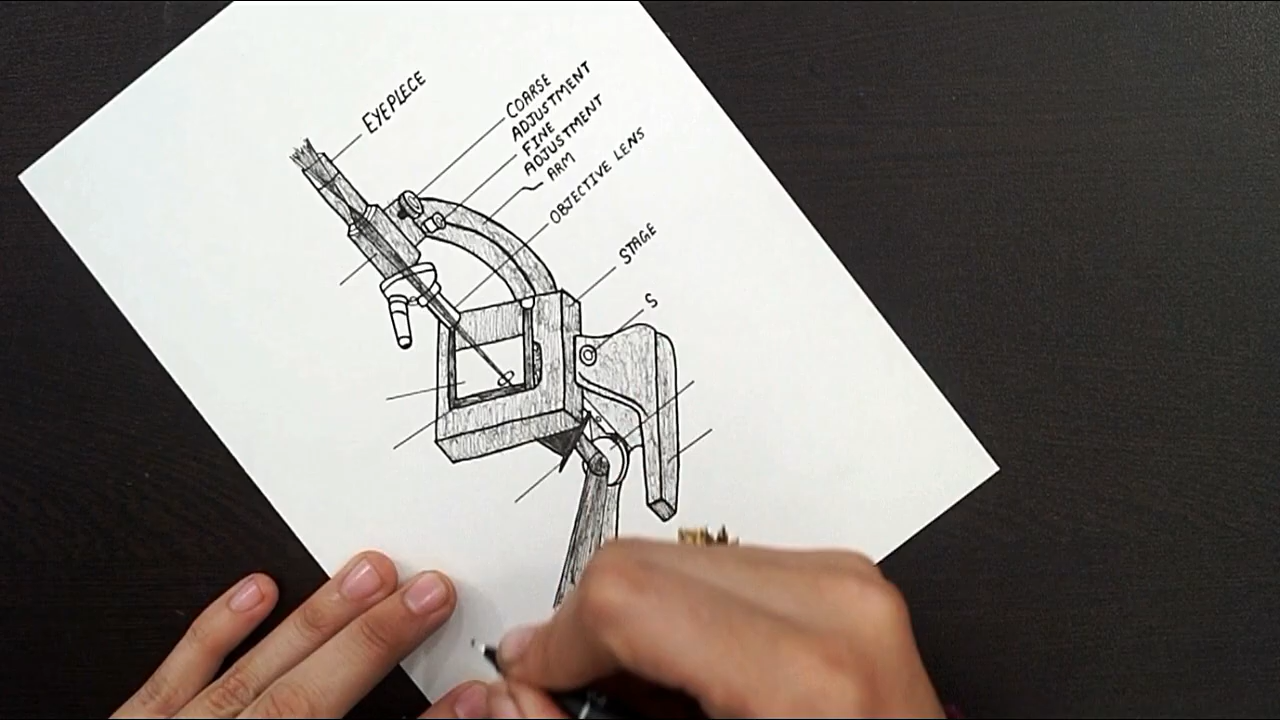 EYEPIECE
COARSE
ADJUSTMENT
FINE
ADJUSTMENT
ARM
OBJECTIVE LENS
STAGE
S